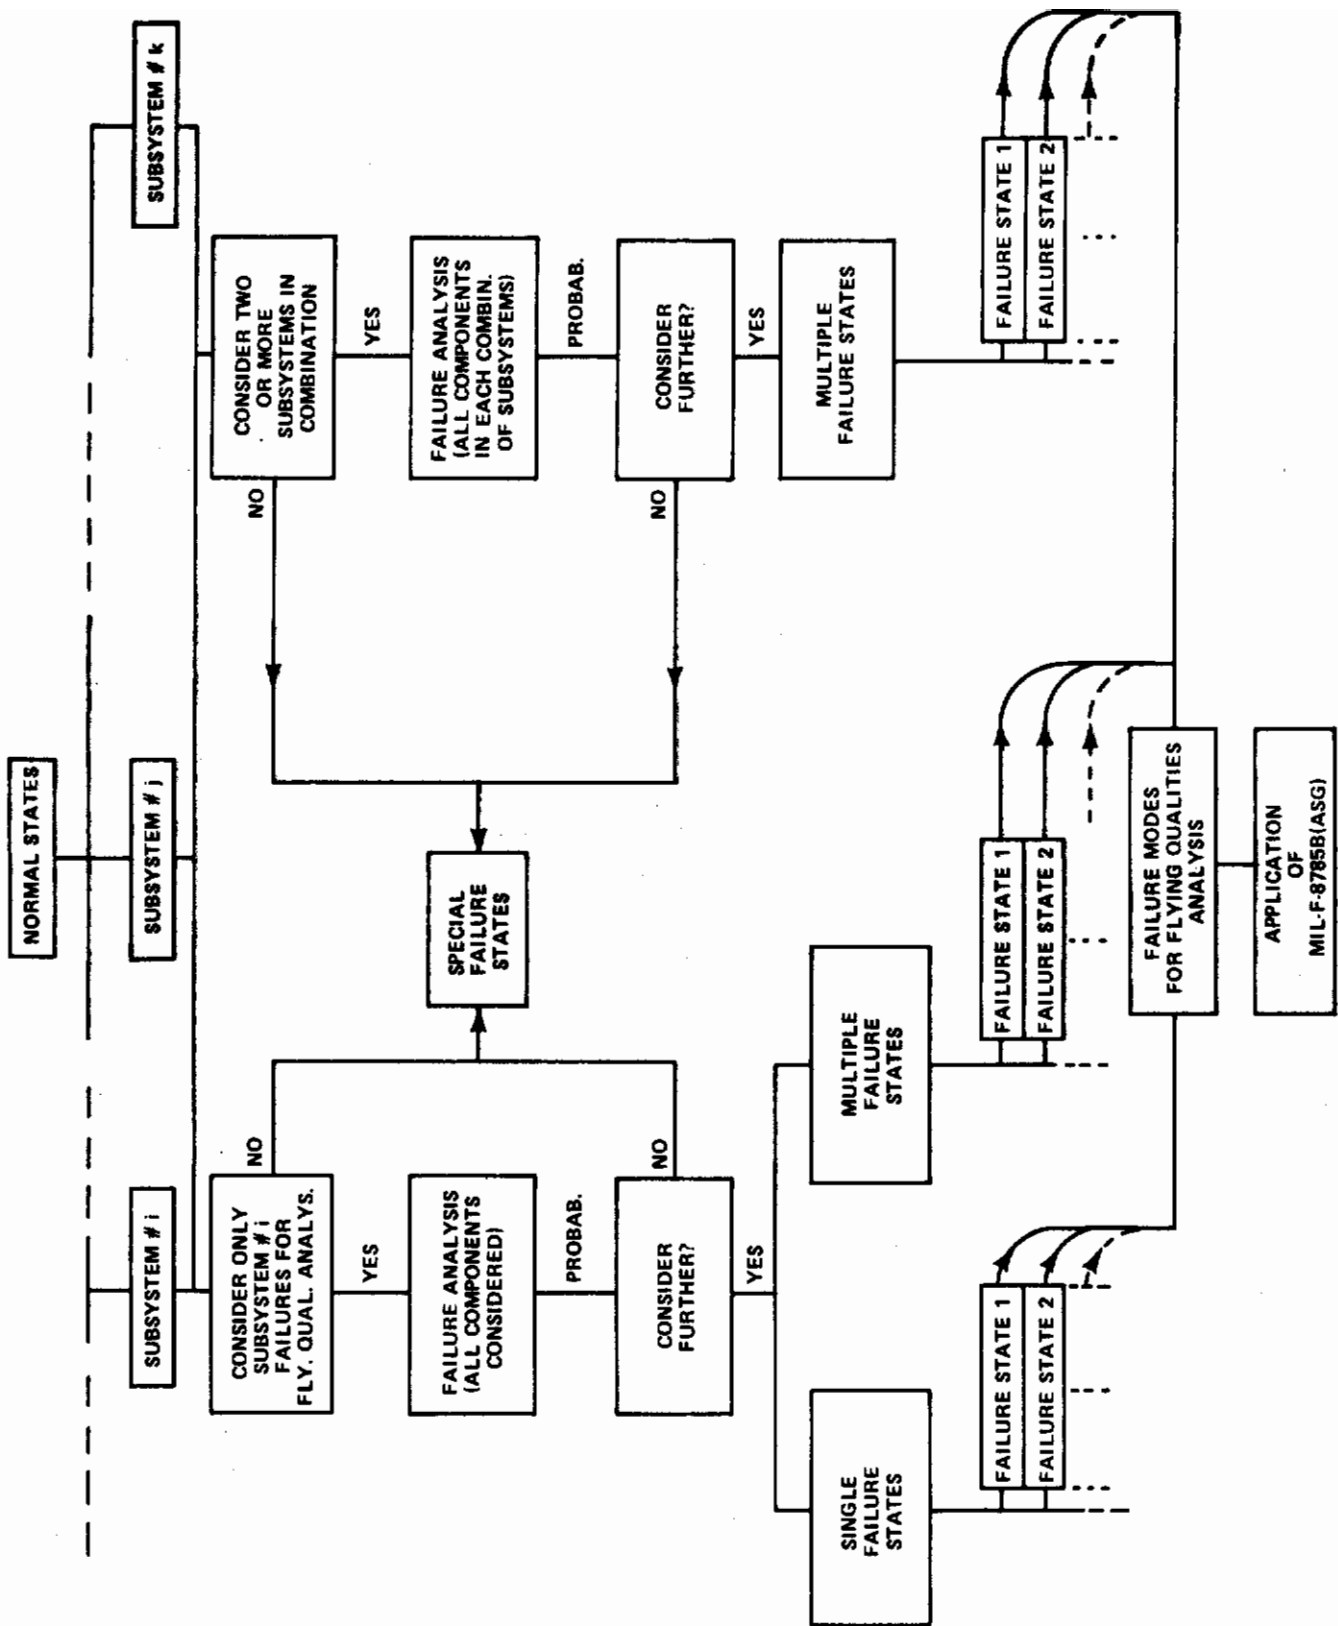 NORMAL STATES
SUBSYSTEM # i
SUBSYSTEM # j
SUBSYSTEM # k
CONSIDER ONLY
SUBSYSTEM # i
FAILURES FOR
FLY. QUAL. ANALYS.
NO
YES
FAILURE ANALYSIS
(ALL COMPONENTS
CONSIDERED)
PROBAB.
CONSIDER
FURTHER?
NO
YES
SINGLE
FAILURE
STATES
MULTIPLE
FAILURE
STATES
FAILURE STATE 1
FAILURE STATE 2
FAILURE STATE 1
FAILURE STATE 2
SPECIAL
FAILURE
STATES
CONSIDER TWO
OR MORE
SUBSYSTEMS IN
COMBINATION
NO
YES
FAILURE ANALYSIS
(ALL COMPONENTS
IN EACH COMBIN.
OF SUBSYSTEMS)
PROBAB.
CONSIDER
FURTHER?
NO
YES
MULTIPLE
FAILURE STATES
FAILURE STATE 1
FAILURE STATE 2
FAILURE MODES
FOR FLYING QUALITIES
ANALYSIS
APPLICATION
OF
MIL-F-8785B(ASG)